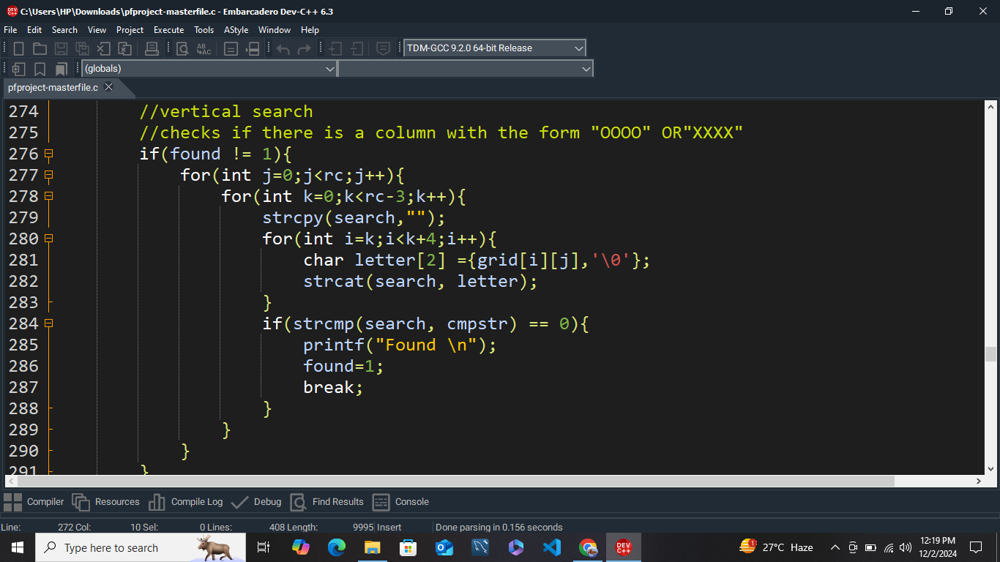 DEV C++ C:\Users\HP\Downloads\pfproject-masterfile.c - Embarcadero Dev-C++ 6.3
File Edit Search View Project Execute Tools AStyle Window Help
TDM-GCC 9.2.0 64-bit Release
(globals)
pfproject-masterfile.c
274 //vertical search
275 //checks if there is a column with the form "OOOO" OR"XXXX"
276 if(found != 1){
277 for(int j=0;j<rc;j++){
278 for(int k=0;k<rc-3;k++){
279 strcpy(search,"");
280 for(int i=k;i<k+4;i++){
281 char letter[2] ={grid[i][j],'\0'};
282 strcat(search, letter);
283 }
284 if(strcmp(search, cmpstr) == 0){
285 printf("Found \n");
286 found=1;
287 break;
288 }
289 }
290 }
291 }
Compiler Resources Compile Log Debug Find Results Console
Line: 272 Col: 10 Sel: 0 Lines: 408 Length: 9995 Insert Done parsing in 0.156 seconds
Type here to search
DEV C++
1
27°C Haze
12:19 PM
12/2/2024